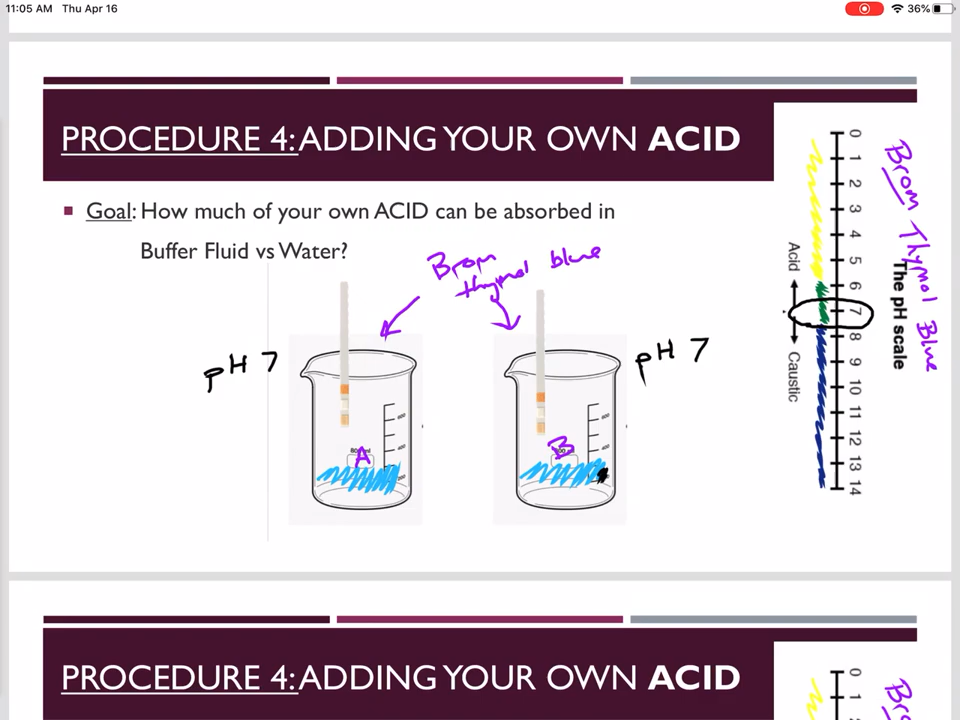 11:05 AM Thu Apr 16
36%
PROCEDURE 4: ADDING YOUR OWN ACID
Goal: How much of your own ACID can be absorbed in
Buffer Fluid vs Water?
Brom
thymol blue
pH 7
pH 7
A
B
0 1 2 3 4 5 6 7 8 9 10 11 12 13 14
Acid
Caustic
The pH scale
Brom Thymol Blue
PROCEDURE 4: ADDING YOUR OWN ACID
0 1